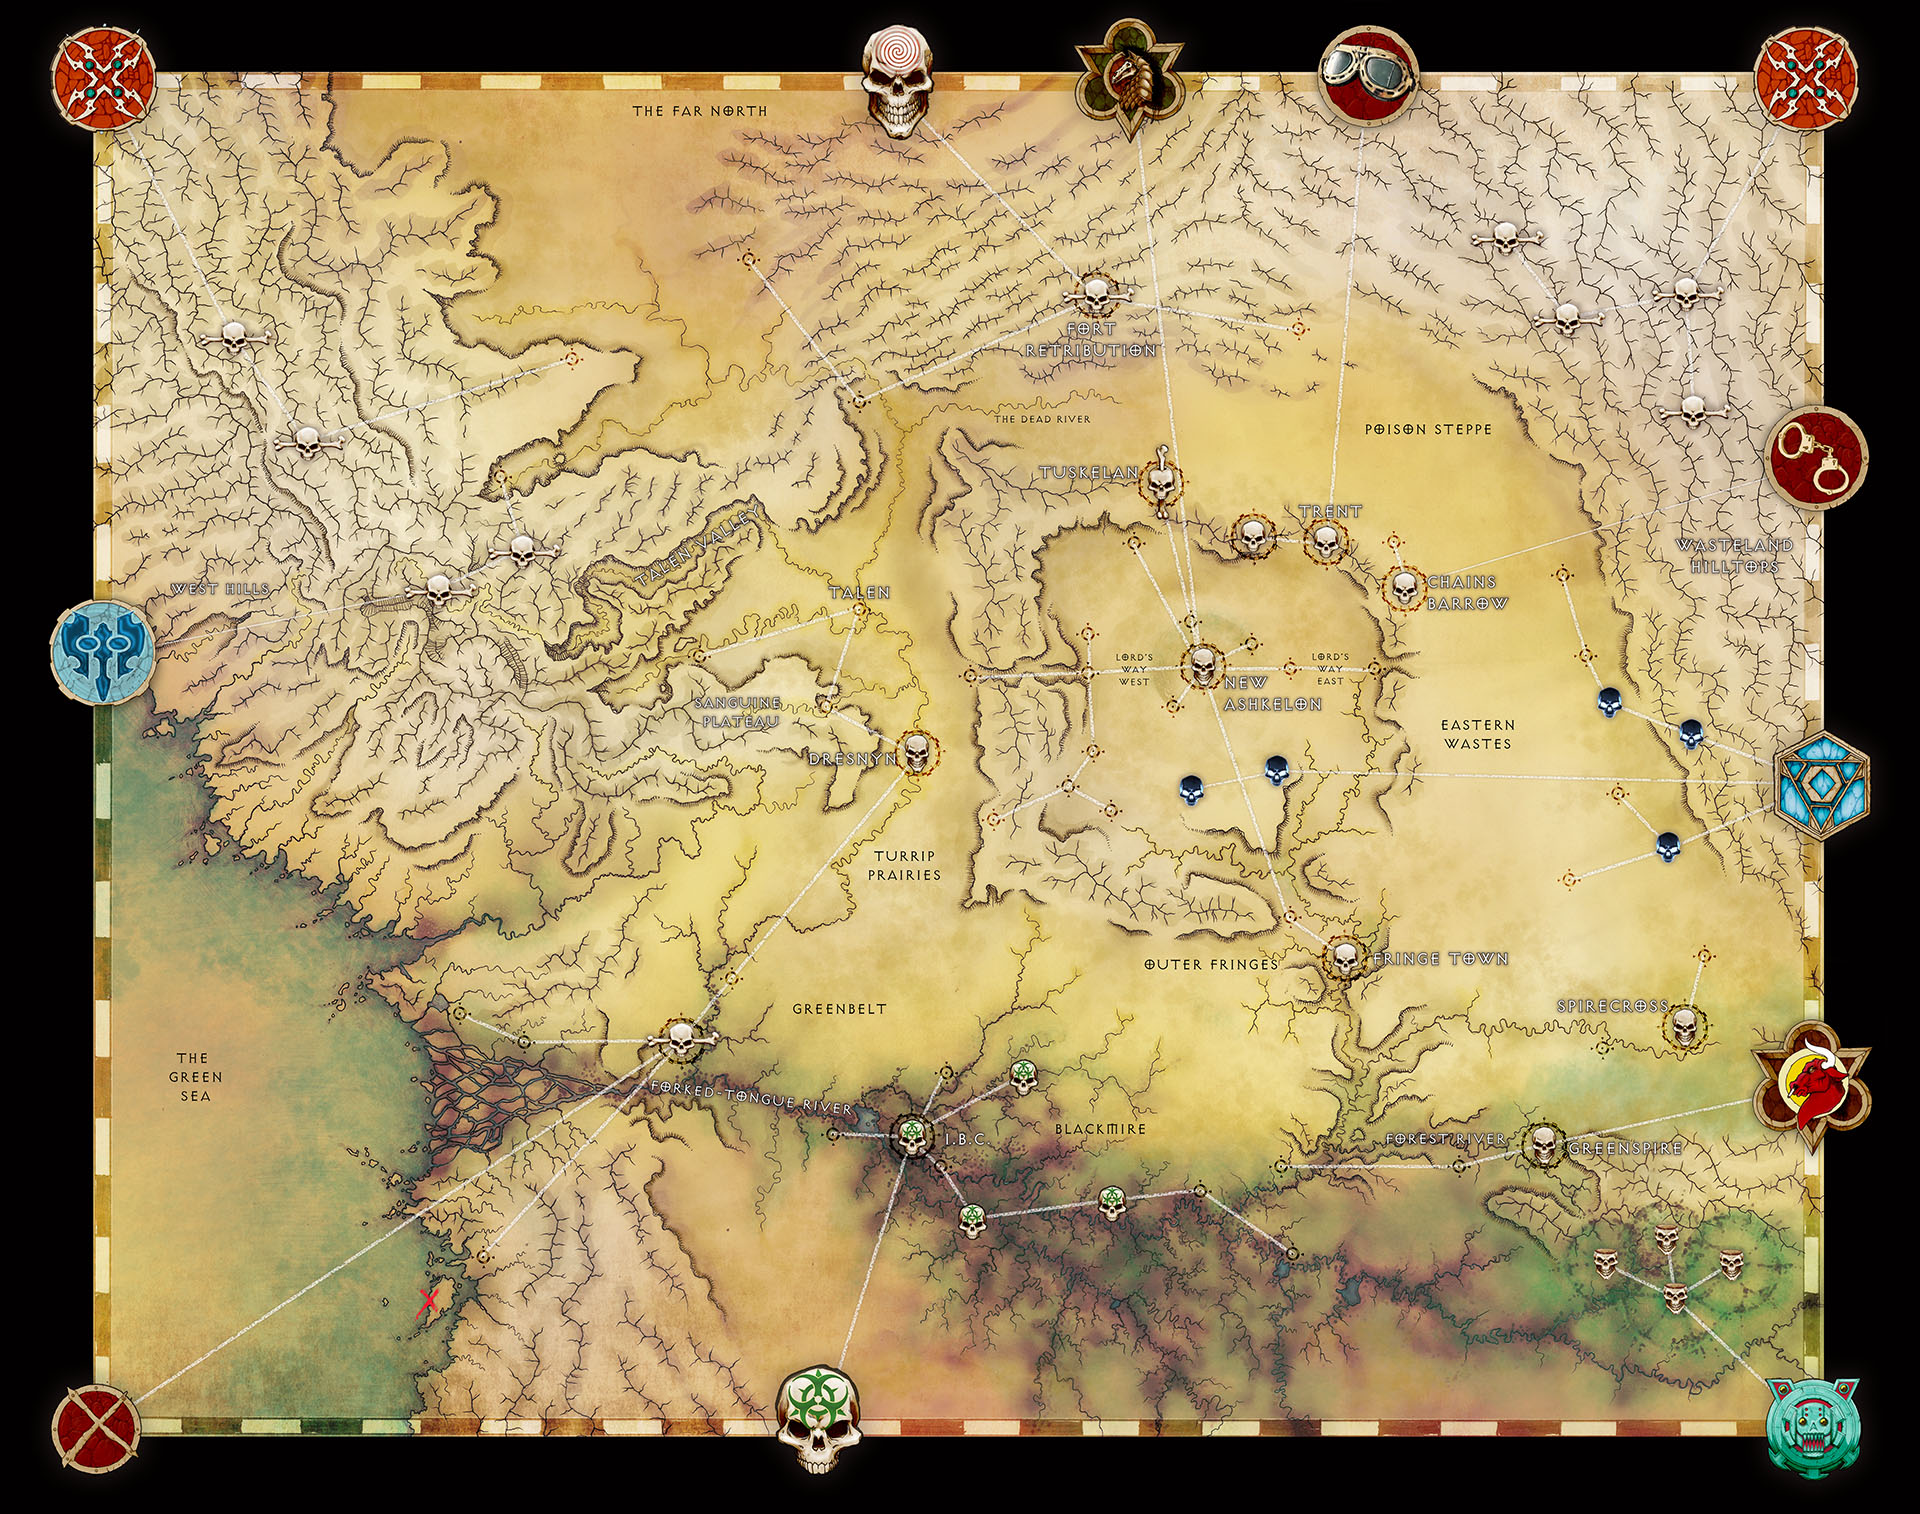 THE FAR NORTH
FORT
RETRIBUTION
THE DEAD RIVER
POISON STEPPE
TUSKELAN
TRENT
TALEN VALLEY
WASTELAND
HILLTOPS
WEST HILLS
CHAINS
BARROW
TALEN
LORD'S
WAY
WEST
LORD'S
WAY
EAST
NEW
ASHKELON
SANGUINE
PLATEAU
EASTERN
WASTES
DRESNYN
TURRIP
PRAIRIES
OUTER FRINGES
FRINGE TOWN
GREENBELT
SPIRECROSS
THE
GREEN
SEA
FORKED-TONGUE RIVER
I.B.C.
BLACKMIRE
FOREST RIVER
GREENSPIRE